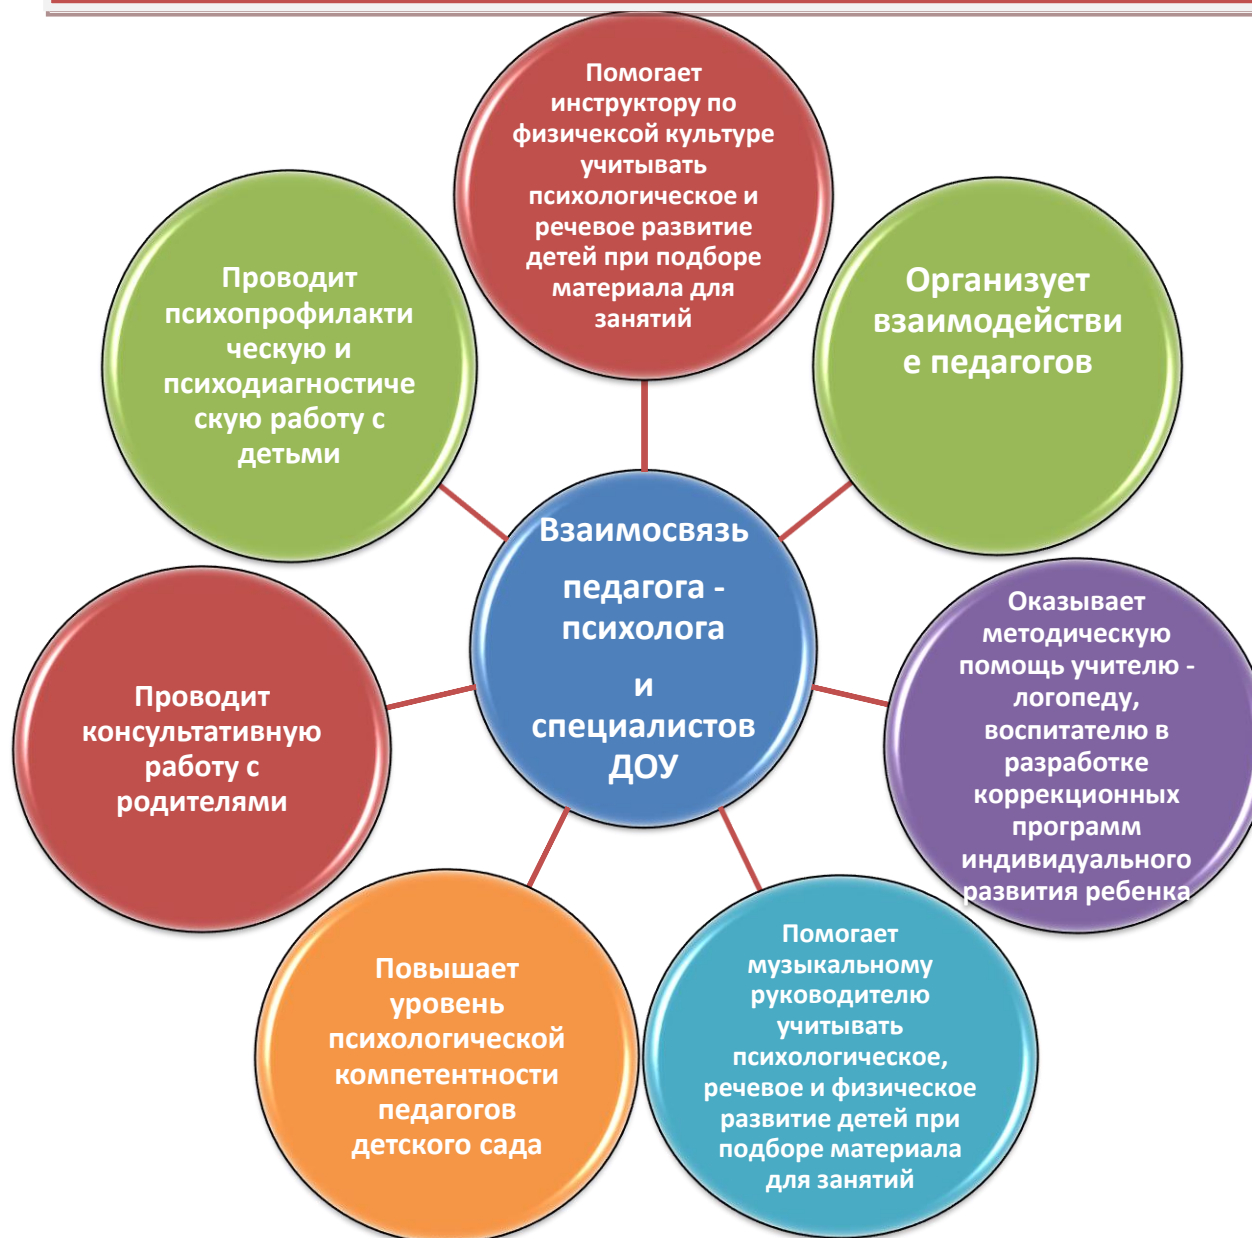 Помогает
инструктору по
физичексой культуре
учитывать
психологическое и
речевое развитие
детей при подборе
материала для
занятий
Организует
взаимодействи
е педагогов
Оказывает
методическую
помощь учителю -
логопеду,
воспитателю в
разработке
коррекционных
программ
индивидуального
развития ребенка
Помогает
музыкальному
руководителю
учитывать
психологическое,
речевое и физическое
развитие детей при
подборе материала
для занятий
Повышает
уровень
психологической
компетентности
педагогов
детского сада
Проводит
консультативную
работу с
родителями
Проводит
психопрофилакти
ческую и
психодиагностиче
скую работу с
детьми
Взаимосвязь
педагога -
психолога
и
специалистов
ДОУ